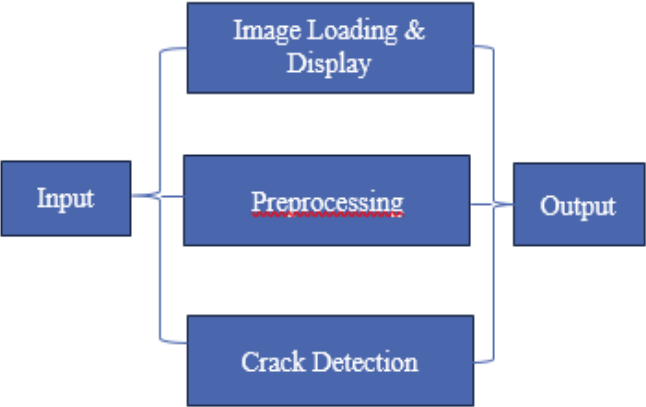 Image Loading &
Display
Input
Preprocessing
Output
Crack Detection